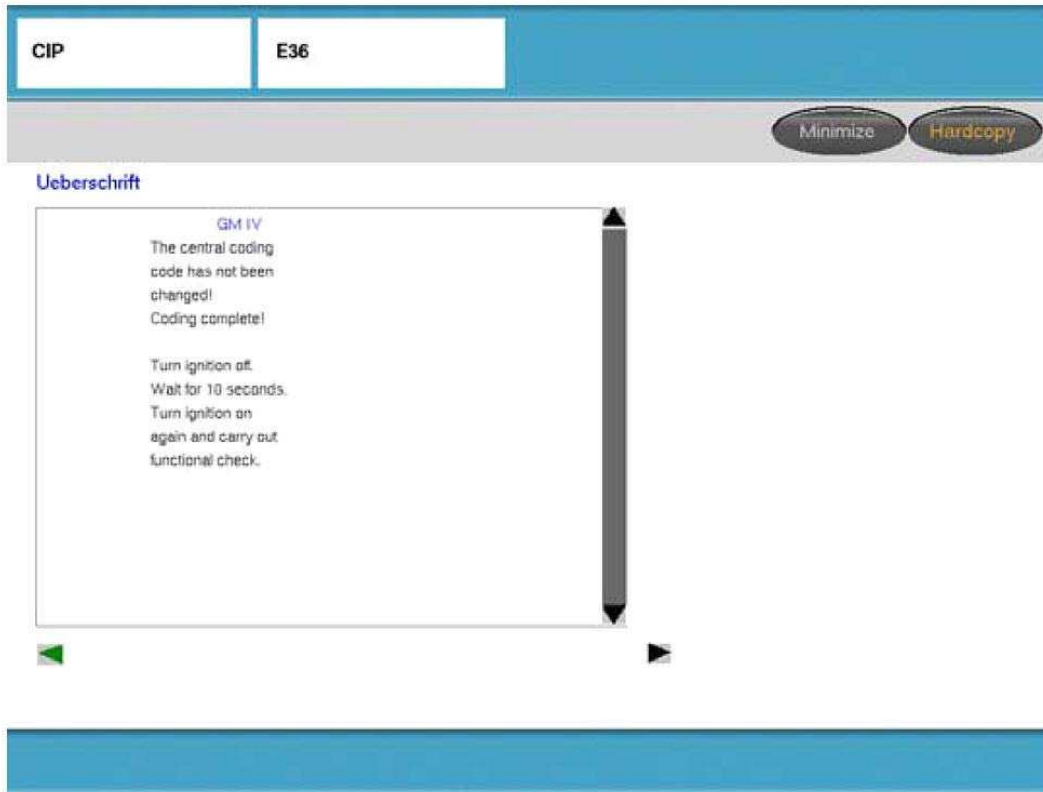 CIP
E36
Minimize
Hardcopy
Ueberschrift
GM IV
The central coding
code has not been
changed!
Coding complete!
Turn ignition off.
Wait for 10 seconds.
Turn ignition on
again and carry out
functional check.